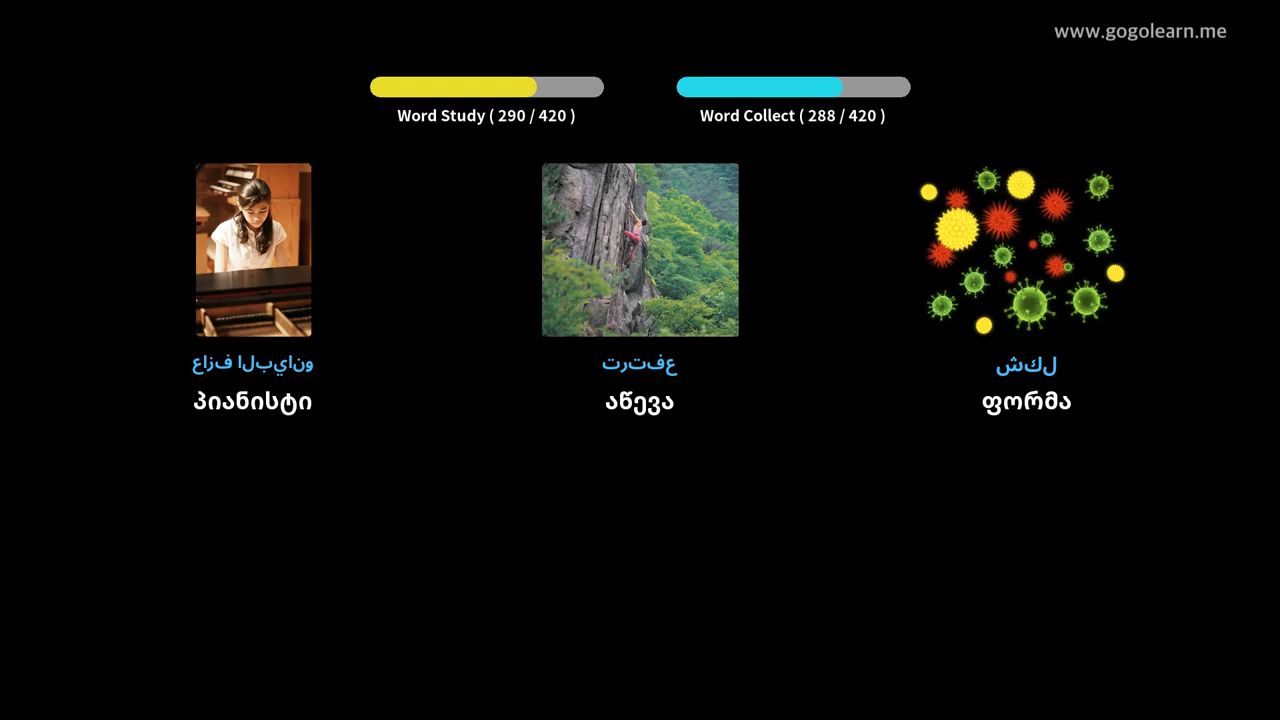 www.gogolearn.me
Word Study ( 290 / 420 )
Word Collect ( 288 / 420 )
عازف البيانو
პიანისტი
ترتفع
აწევა
شكل
ფორმა